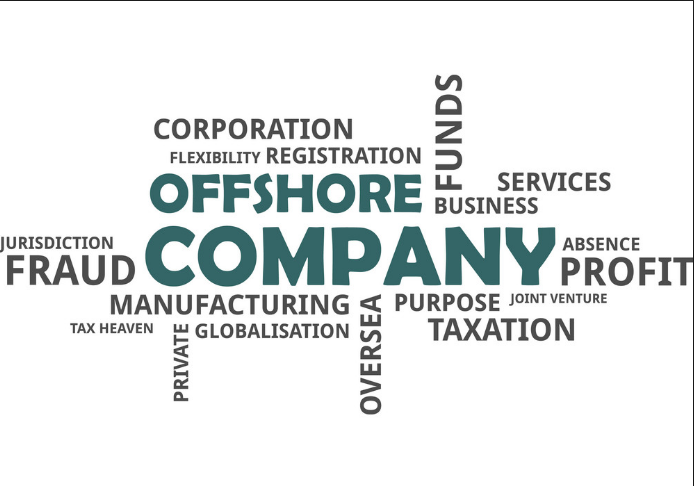 FUNDS
CORPORATION
FLEXIBILITY REGISTRATION
OFFSHORE
SERVICES
BUSINESS
JURISDICTION
FRAUD
COMPANY
ABSENCE
PROFIT
MANUFACTURING
PURPOSE
JOINT VENTURE
TAX HEAVEN
PRIVATE
GLOBALISATION
OVERSEA
TAXATION